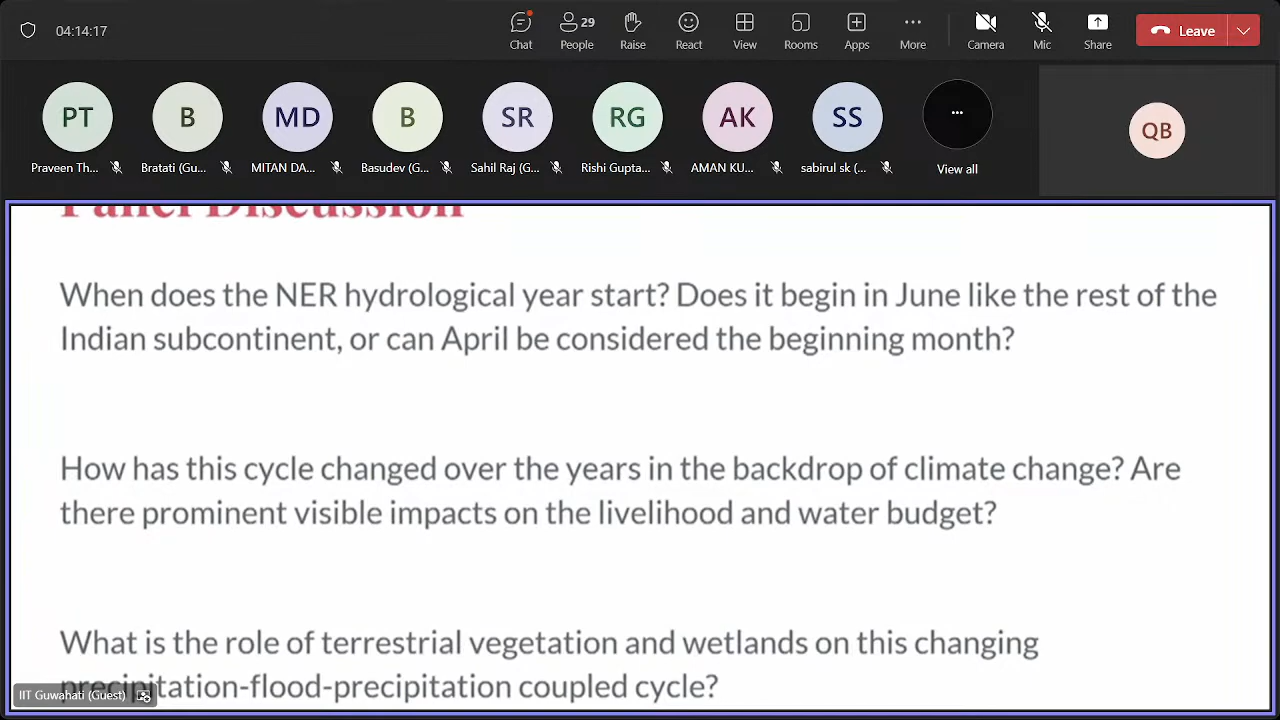 04:14:17
Chat
29
People
Raise
React
View
Rooms
Apps
More
Camera
Mic
Share
Leave
PT
B
MD
B
SR
RG
AK
SS
QB
Praveen Th...
Bratati (Gu...
MITAN DA...
Basudev (G...
Sahil Raj (G...
Rishi Gupta...
AMAN KU...
sabirul sk (...
View all
Panel Discussion
When does the NER hydrological year start? Does it begin in June like the rest of the
Indian subcontinent, or can April be considered the beginning month?
How has this cycle changed over the years in the backdrop of climate change? Are
there prominent visible impacts on the livelihood and water budget?
What is the role of terrestrial vegetation and wetlands on this changing
precipitation-flood-precipitation coupled cycle?
IIT Guwahati (Guest)